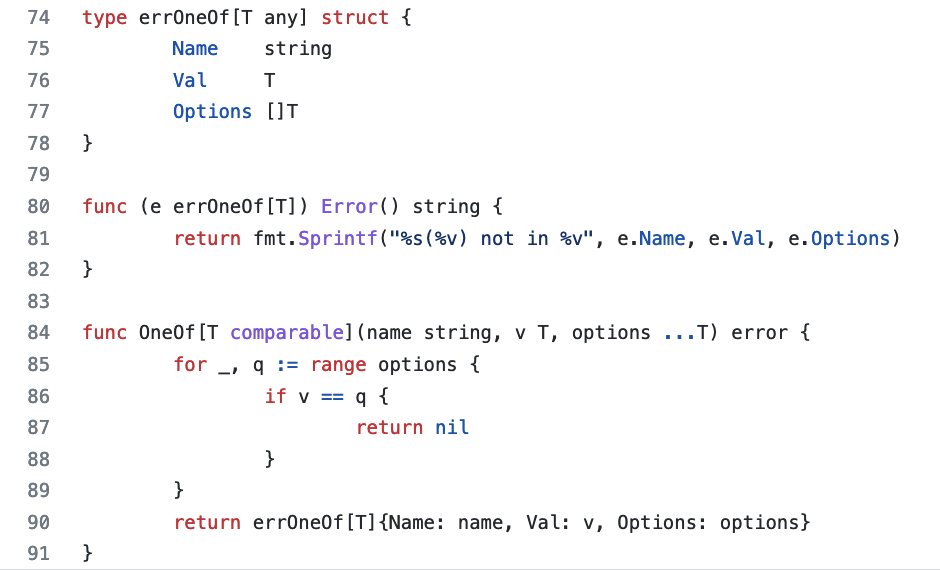 74 type errOneOf[T any] struct {
75         Name    string
76         Val     T
77         Options []T
78 }
79
80 func (e errOneOf[T]) Error() string {
81         return fmt.Sprintf("%s(%v) not in %v", e.Name, e.Val, e.Options)
82 }
83
84 func OneOf[T comparable](name string, v T, options ...T) error {
85         for _, q := range options {
86                 if v == q {
87                         return nil
88                 }
89         }
90         return errOneOf[T]{Name: name, Val: v, Options: options}
91 }